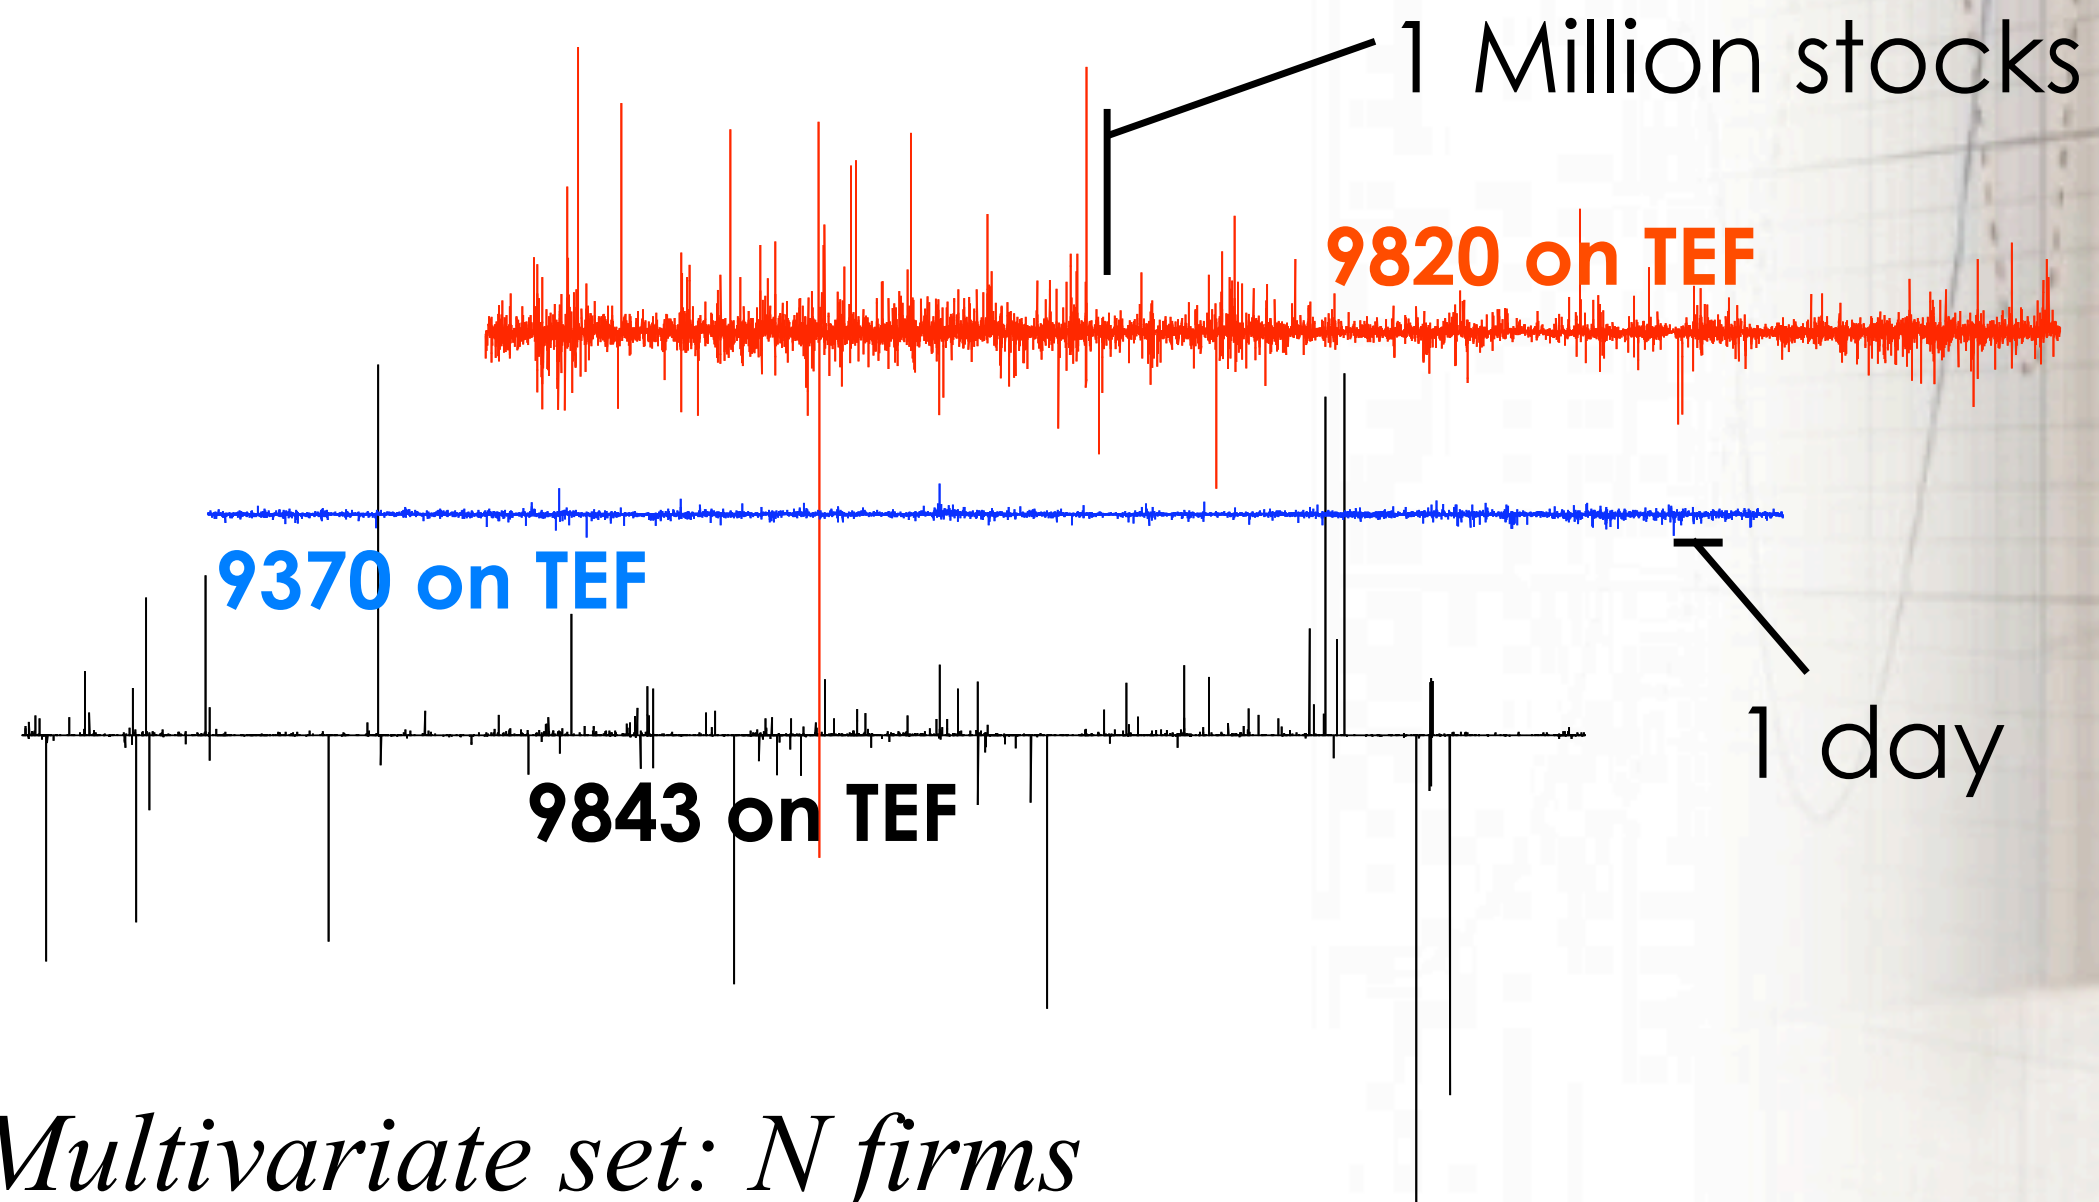 1 Million stocks
9820 on TEF
9370 on TEF
1 day
9843 on TEF
Multivariate set: N firms